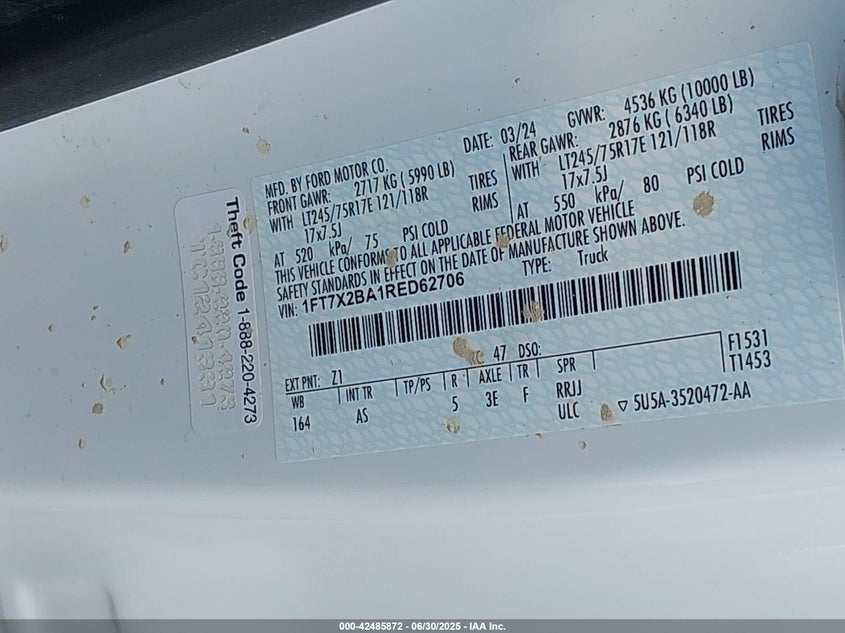 MFD. BY FORD MOTOR CO.
DATE: 03/24
GVWR: 4536 KG (10000 LB)
FRONT GAWR: 2717 KG ( 5990 LB)
REAR GAWR: 2876 KG ( 6340 LB)
WITH LT245/75R17E 121/118R TIRES
WITH LT245/75R17E 121/118R TIRES
17x7.5J RIMS
17x7.5J RIMS
AT 520 kPa/ 75 PSI COLD
AT 550 kPa/ 80 PSI COLD
THIS VEHICLE CONFORMS TO ALL APPLICABLE FEDERAL MOTOR VEHICLE
SAFETY STANDARDS IN EFFECT ON THE DATE OF MANUFACTURE SHOWN ABOVE.
VIN: 1FT7X2BA1RED62706
TYPE: Truck
EXT PNT: Z1 47 DSO:
WB INT TR TP/PS R AXLE TR SPR
164 AS 5 3E F RRJJ
ULC
F1531
T1453
▽ 5U5A-3520472-AA
Theft Code 1-888-220-4273
000-42485872 - 06/30/2025 - IAA Inc.